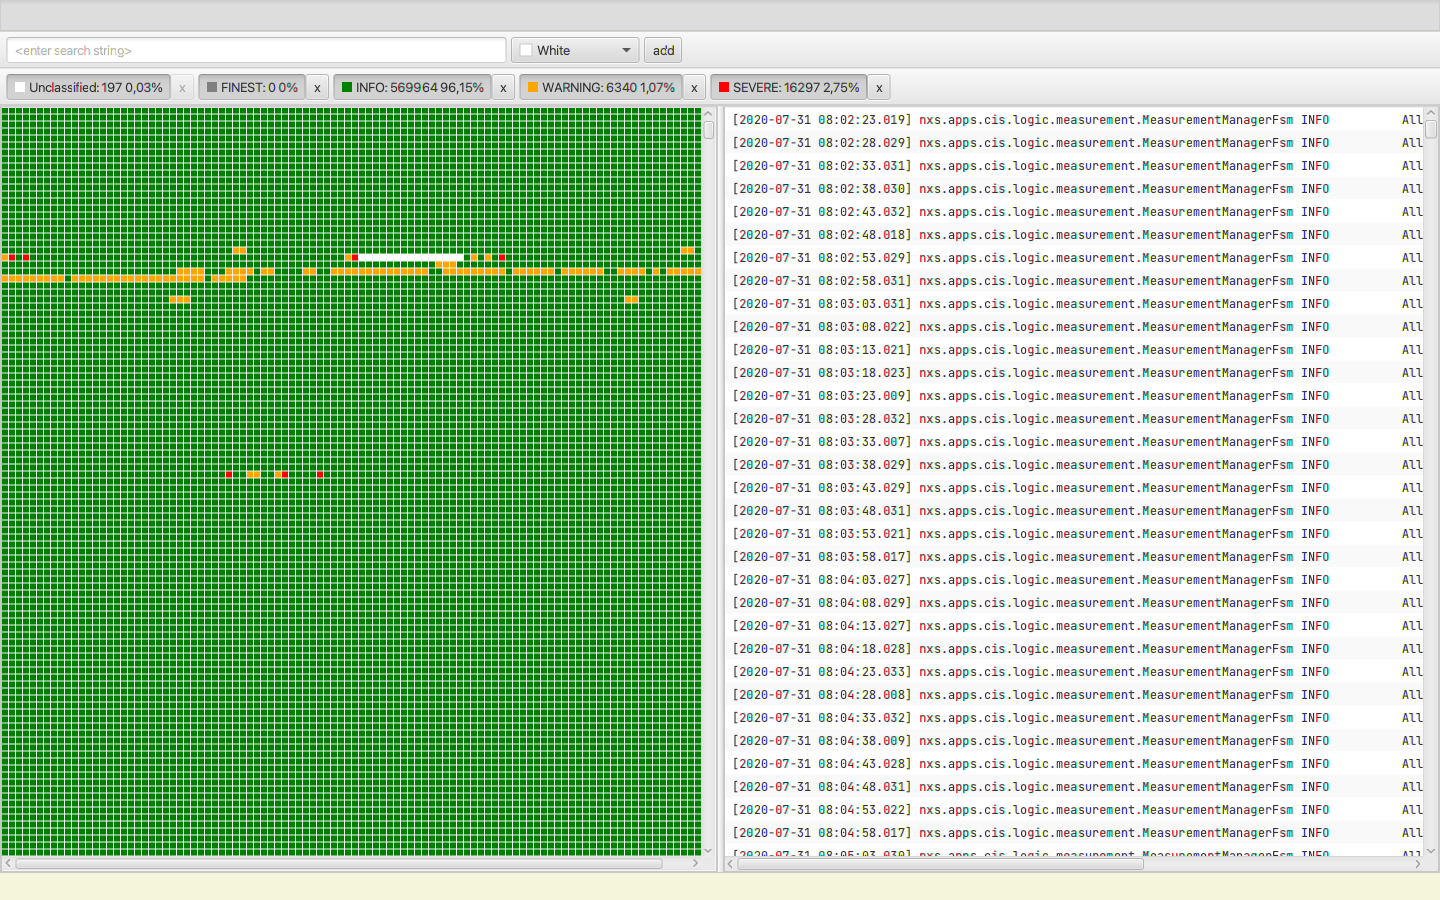 <enter search string>
White
add
Unclassified: 197 0,03% x
FINEST: 0 0% x
INFO: 569964 96,15% x
WARNING: 6340 1,07% x
SEVERE: 16297 2,75% x
[2020-07-31 08:02:23.019] nxs.apps.cis.logic.measurement.MeasurementManagerFsm INFO All
[2020-07-31 08:02:28.029] nxs.apps.cis.logic.measurement.MeasurementManagerFsm INFO All
[2020-07-31 08:02:33.031] nxs.apps.cis.logic.measurement.MeasurementManagerFsm INFO All
[2020-07-31 08:02:38.030] nxs.apps.cis.logic.measurement.MeasurementManagerFsm INFO All
[2020-07-31 08:02:43.032] nxs.apps.cis.logic.measurement.MeasurementManagerFsm INFO All
[2020-07-31 08:02:48.018] nxs.apps.cis.logic.measurement.MeasurementManagerFsm INFO All
[2020-07-31 08:02:53.029] nxs.apps.cis.logic.measurement.MeasurementManagerFsm INFO All
[2020-07-31 08:02:58.031] nxs.apps.cis.logic.measurement.MeasurementManagerFsm INFO All
[2020-07-31 08:03:03.031] nxs.apps.cis.logic.measurement.MeasurementManagerFsm INFO All
[2020-07-31 08:03:08.022] nxs.apps.cis.logic.measurement.MeasurementManagerFsm INFO All
[2020-07-31 08:03:13.021] nxs.apps.cis.logic.measurement.MeasurementManagerFsm INFO All
[2020-07-31 08:03:18.023] nxs.apps.cis.logic.measurement.MeasurementManagerFsm INFO All
[2020-07-31 08:03:23.009] nxs.apps.cis.logic.measurement.MeasurementManagerFsm INFO All
[2020-07-31 08:03:28.032] nxs.apps.cis.logic.measurement.MeasurementManagerFsm INFO All
[2020-07-31 08:03:33.007] nxs.apps.cis.logic.measurement.MeasurementManagerFsm INFO All
[2020-07-31 08:03:38.029] nxs.apps.cis.logic.measurement.MeasurementManagerFsm INFO All
[2020-07-31 08:03:43.029] nxs.apps.cis.logic.measurement.MeasurementManagerFsm INFO All
[2020-07-31 08:03:48.031] nxs.apps.cis.logic.measurement.MeasurementManagerFsm INFO All
[2020-07-31 08:03:53.021] nxs.apps.cis.logic.measurement.MeasurementManagerFsm INFO All
[2020-07-31 08:03:58.017] nxs.apps.cis.logic.measurement.MeasurementManagerFsm INFO All
[2020-07-31 08:04:03.027] nxs.apps.cis.logic.measurement.MeasurementManagerFsm INFO All
[2020-07-31 08:04:08.029] nxs.apps.cis.logic.measurement.MeasurementManagerFsm INFO All
[2020-07-31 08:04:13.027] nxs.apps.cis.logic.measurement.MeasurementManagerFsm INFO All
[2020-07-31 08:04:18.028] nxs.apps.cis.logic.measurement.MeasurementManagerFsm INFO All
[2020-07-31 08:04:23.033] nxs.apps.cis.logic.measurement.MeasurementManagerFsm INFO All
[2020-07-31 08:04:28.008] nxs.apps.cis.logic.measurement.MeasurementManagerFsm INFO All
[2020-07-31 08:04:33.032] nxs.apps.cis.logic.measurement.MeasurementManagerFsm INFO All
[2020-07-31 08:04:38.009] nxs.apps.cis.logic.measurement.MeasurementManagerFsm INFO All
[2020-07-31 08:04:43.028] nxs.apps.cis.logic.measurement.MeasurementManagerFsm INFO All
[2020-07-31 08:04:48.031] nxs.apps.cis.logic.measurement.MeasurementManagerFsm INFO All
[2020-07-31 08:04:53.022] nxs.apps.cis.logic.measurement.MeasurementManagerFsm INFO All
[2020-07-31 08:04:58.017] nxs.apps.cis.logic.measurement.MeasurementManagerFsm INFO All
[2020-07-31 08:05:03.030] nxs.apps.cis.logic.measurement.MeasurementManagerFsm INFO All